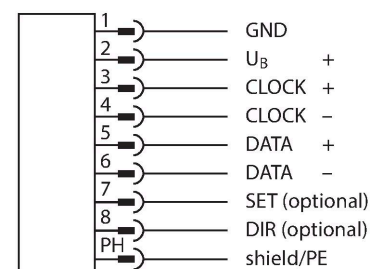 1 GND
2 U_B +
3 CLOCK +
4 CLOCK –
5 DATA +
6 DATA –
7 SET (optional)
8 DIR (optional)
PH shield/PE